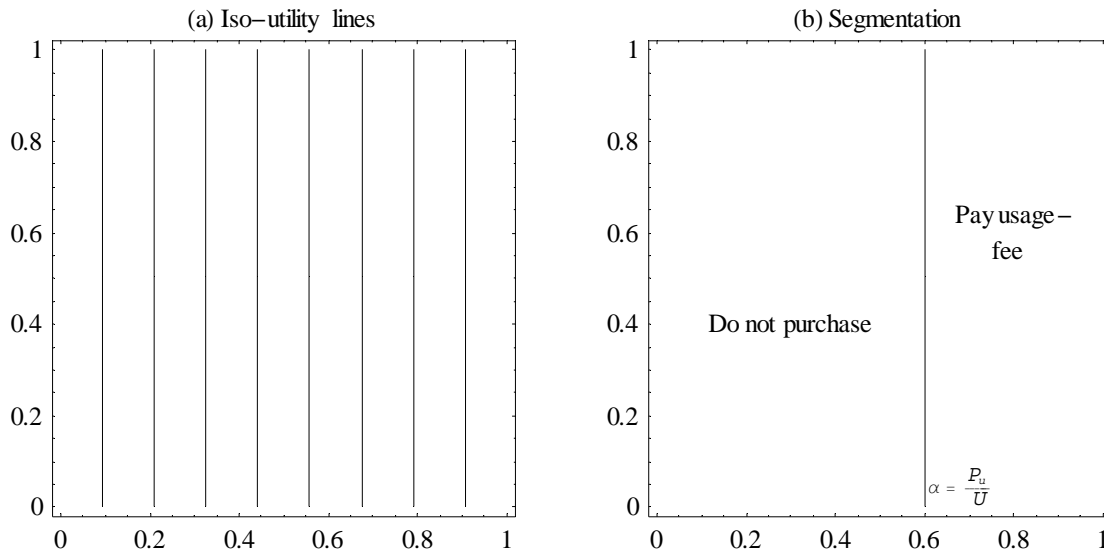 (a) Iso−utility lines
1
0.8
0.6
0.4
0.2
0
0 0.2 0.4 0.6 0.8 1
(b) Segmentation
1
0.8
0.6
0.4
0.2
0
Pay usage−
fee
Do not purchase
α = P_u / U
0 0.2 0.4 0.6 0.8 1